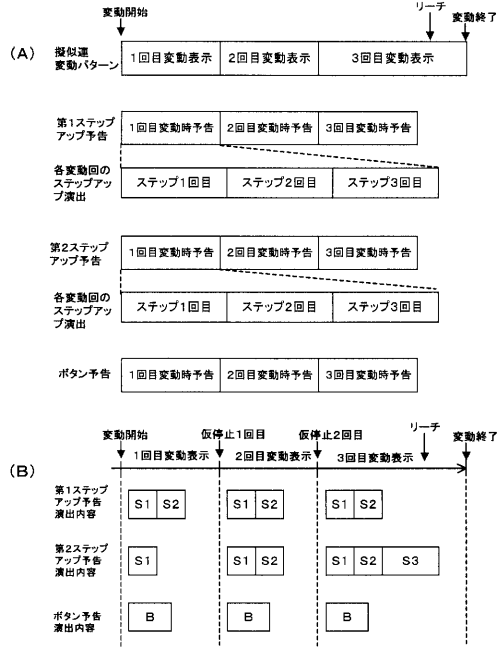 変動開始
リーチ
変動終了
(A)
擬似連
変動パターン
1回目変動表示
2回目変動表示
3回目変動表示
第1ステップ
アップ予告
1回目変動時予告
2回目変動時予告
3回目変動時予告
各変動回の
ステップアッ
プ演出
ステップ1回目
ステップ2回目
ステップ3回目
第2ステップ
アップ予告
1回目変動時予告
2回目変動時予告
3回目変動時予告
各変動回の
ステップアッ
プ演出
ステップ1回目
ステップ2回目
ステップ3回目
ボタン予告
1回目変動時予告
2回目変動時予告
3回目変動時予告
変動開始
仮停止1回目
仮停止2回目
リーチ
変動終了
(B)
1回目変動表示
2回目変動表示
3回目変動表示
第1ステップ
アップ予告
演出内容
S1 S2
S1 S2
S1 S2
第2ステップ
アップ予告
演出内容
S1
S1 S2
S1 S2 S3
ボタン予告
演出内容
B
B
B